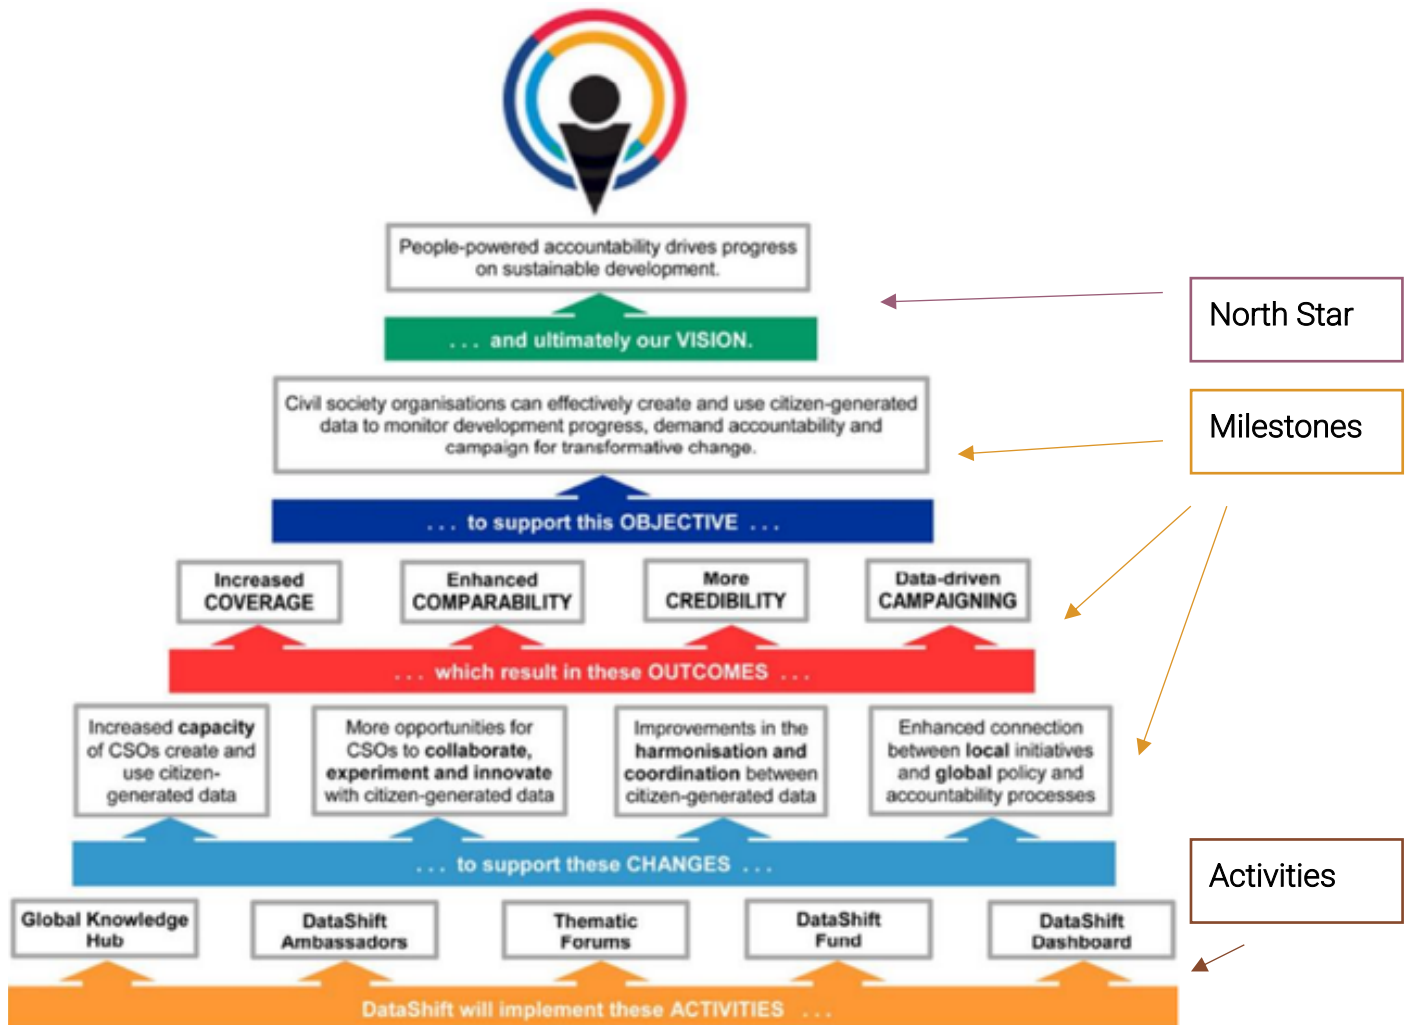 People-powered accountability drives progress
on sustainable development.
. . . and ultimately our VISION.
North Star
Civil society organisations can effectively create and use citizen-generated
data to monitor development progress, demand accountability and
campaign for transformative change.
Milestones
. . . to support this OBJECTIVE . . .
Increased
COVERAGE
Enhanced
COMPARABILITY
More
CREDIBILITY
Data-driven
CAMPAIGNING
. . . which result in these OUTCOMES . . .
Increased capacity
of CSOs create and
use citizen-
generated data
More opportunities for
CSOs to collaborate,
experiment and innovate
with citizen-generated data
Improvements in the
harmonisation and
coordination between
citizen-generated data
Enhanced connection
between local initiatives
and global policy and
accountability processes
. . . to support these CHANGES . . .
Activities
Global Knowledge
Hub
DataShift
Ambassadors
Thematic
Forums
DataShift
Fund
DataShift
Dashboard
DataShift will implement these ACTIVITIES . . .